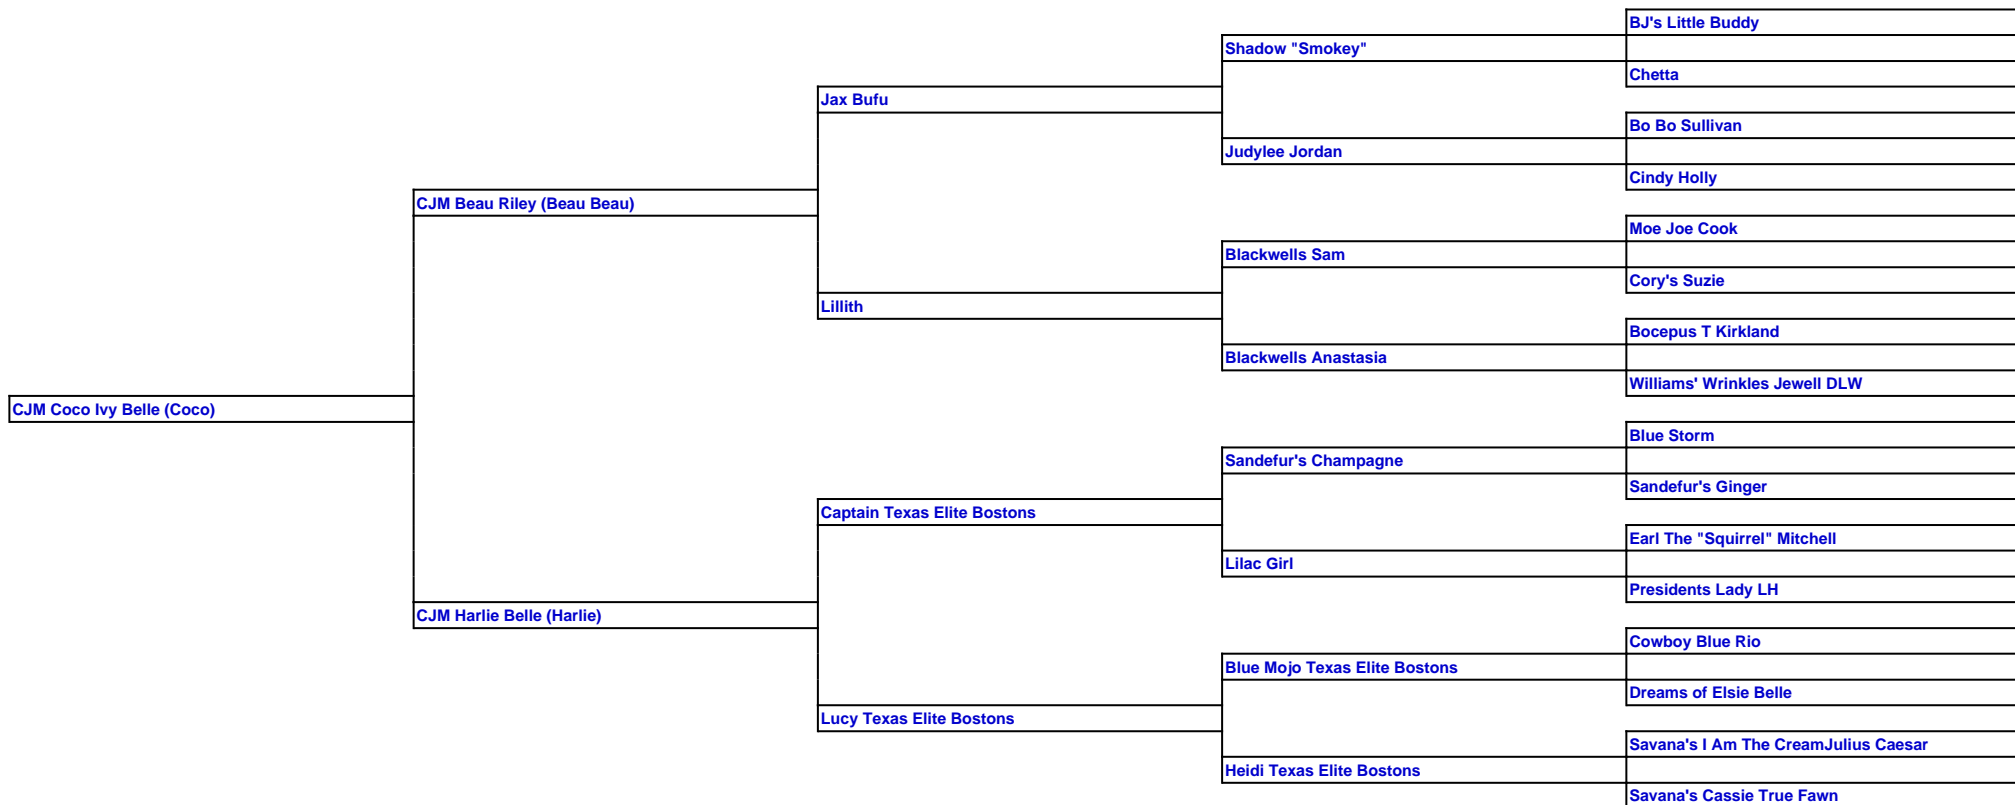 BJ's Little Buddy
Shadow "Smokey"
Chetta
Jax Bufu
Bo Bo Sullivan
Judylee Jordan
Cindy Holly
CJM Beau Riley (Beau Beau)
Moe Joe Cook
Blackwells Sam
Cory's Suzie
Lillith
Bocepus T Kirkland
Blackwells Anastasia
Williams' Wrinkles Jewell DLW
CJM Coco Ivy Belle (Coco)
Blue Storm
Sandefur's Champagne
Sandefur's Ginger
Captain Texas Elite Bostons
Earl The "Squirrel" Mitchell
Lilac Girl
Presidents Lady LH
CJM Harlie Belle (Harlie)
Cowboy Blue Rio
Blue Mojo Texas Elite Bostons
Dreams of Elsie Belle
Lucy Texas Elite Bostons
Savana's I Am The CreamJulius Caesar
Heidi Texas Elite Bostons
Savana's Cassie True Fawn